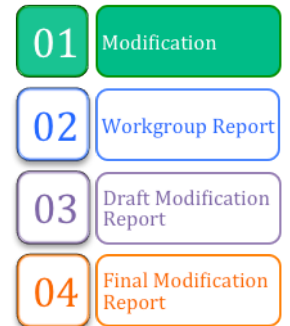 01 Modification
02 Workgroup Report
03 Draft Modification
Report
04 Final Modification
Report